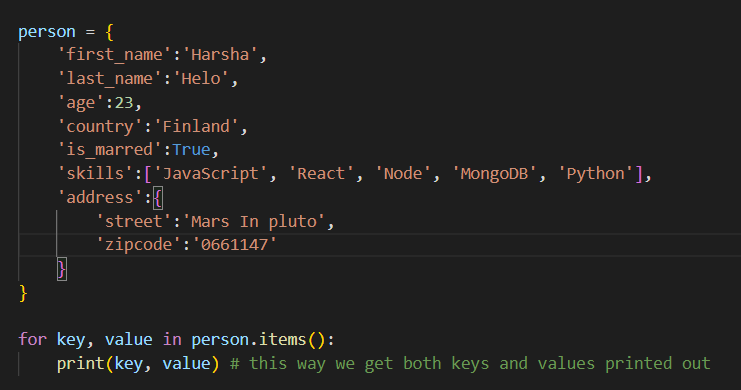 person = {
    'first_name':'Harsha',
    'last_name':'Helo',
    'age':23,
    'country':'Finland',
    'is_marred':True,
    'skills':['JavaScript', 'React', 'Node', 'MongoDB', 'Python'],
    'address':{
        'street':'Mars In pluto',
        'zipcode':'0661147'
    }
}
for key, value in person.items():
    print(key, value) # this way we get both keys and values printed out